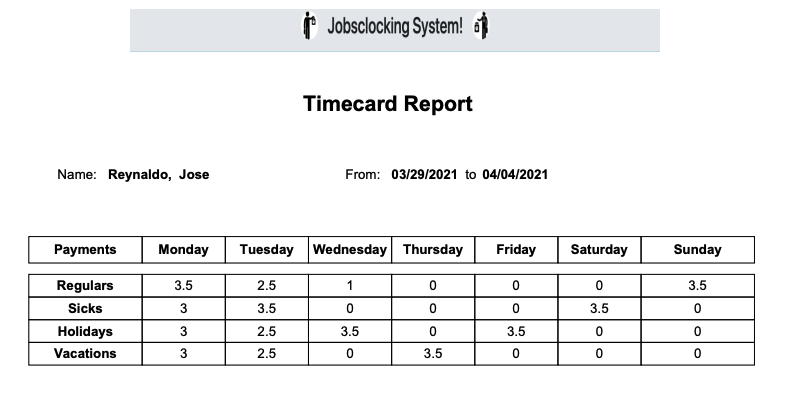 Jobsclocking System!
Timecard Report
Name: Reynaldo, Jose From: 03/29/2021 to 04/04/2021
Payments Monday Tuesday Wednesday Thursday Friday Saturday Sunday
Regulars 3.5 2.5 1 0 0 0 3.5
Sicks 3 3.5 0 0 0 3.5 0
Holidays 3 2.5 3.5 0 3.5 0 0
Vacations 3 2.5 0 3.5 0 0 0